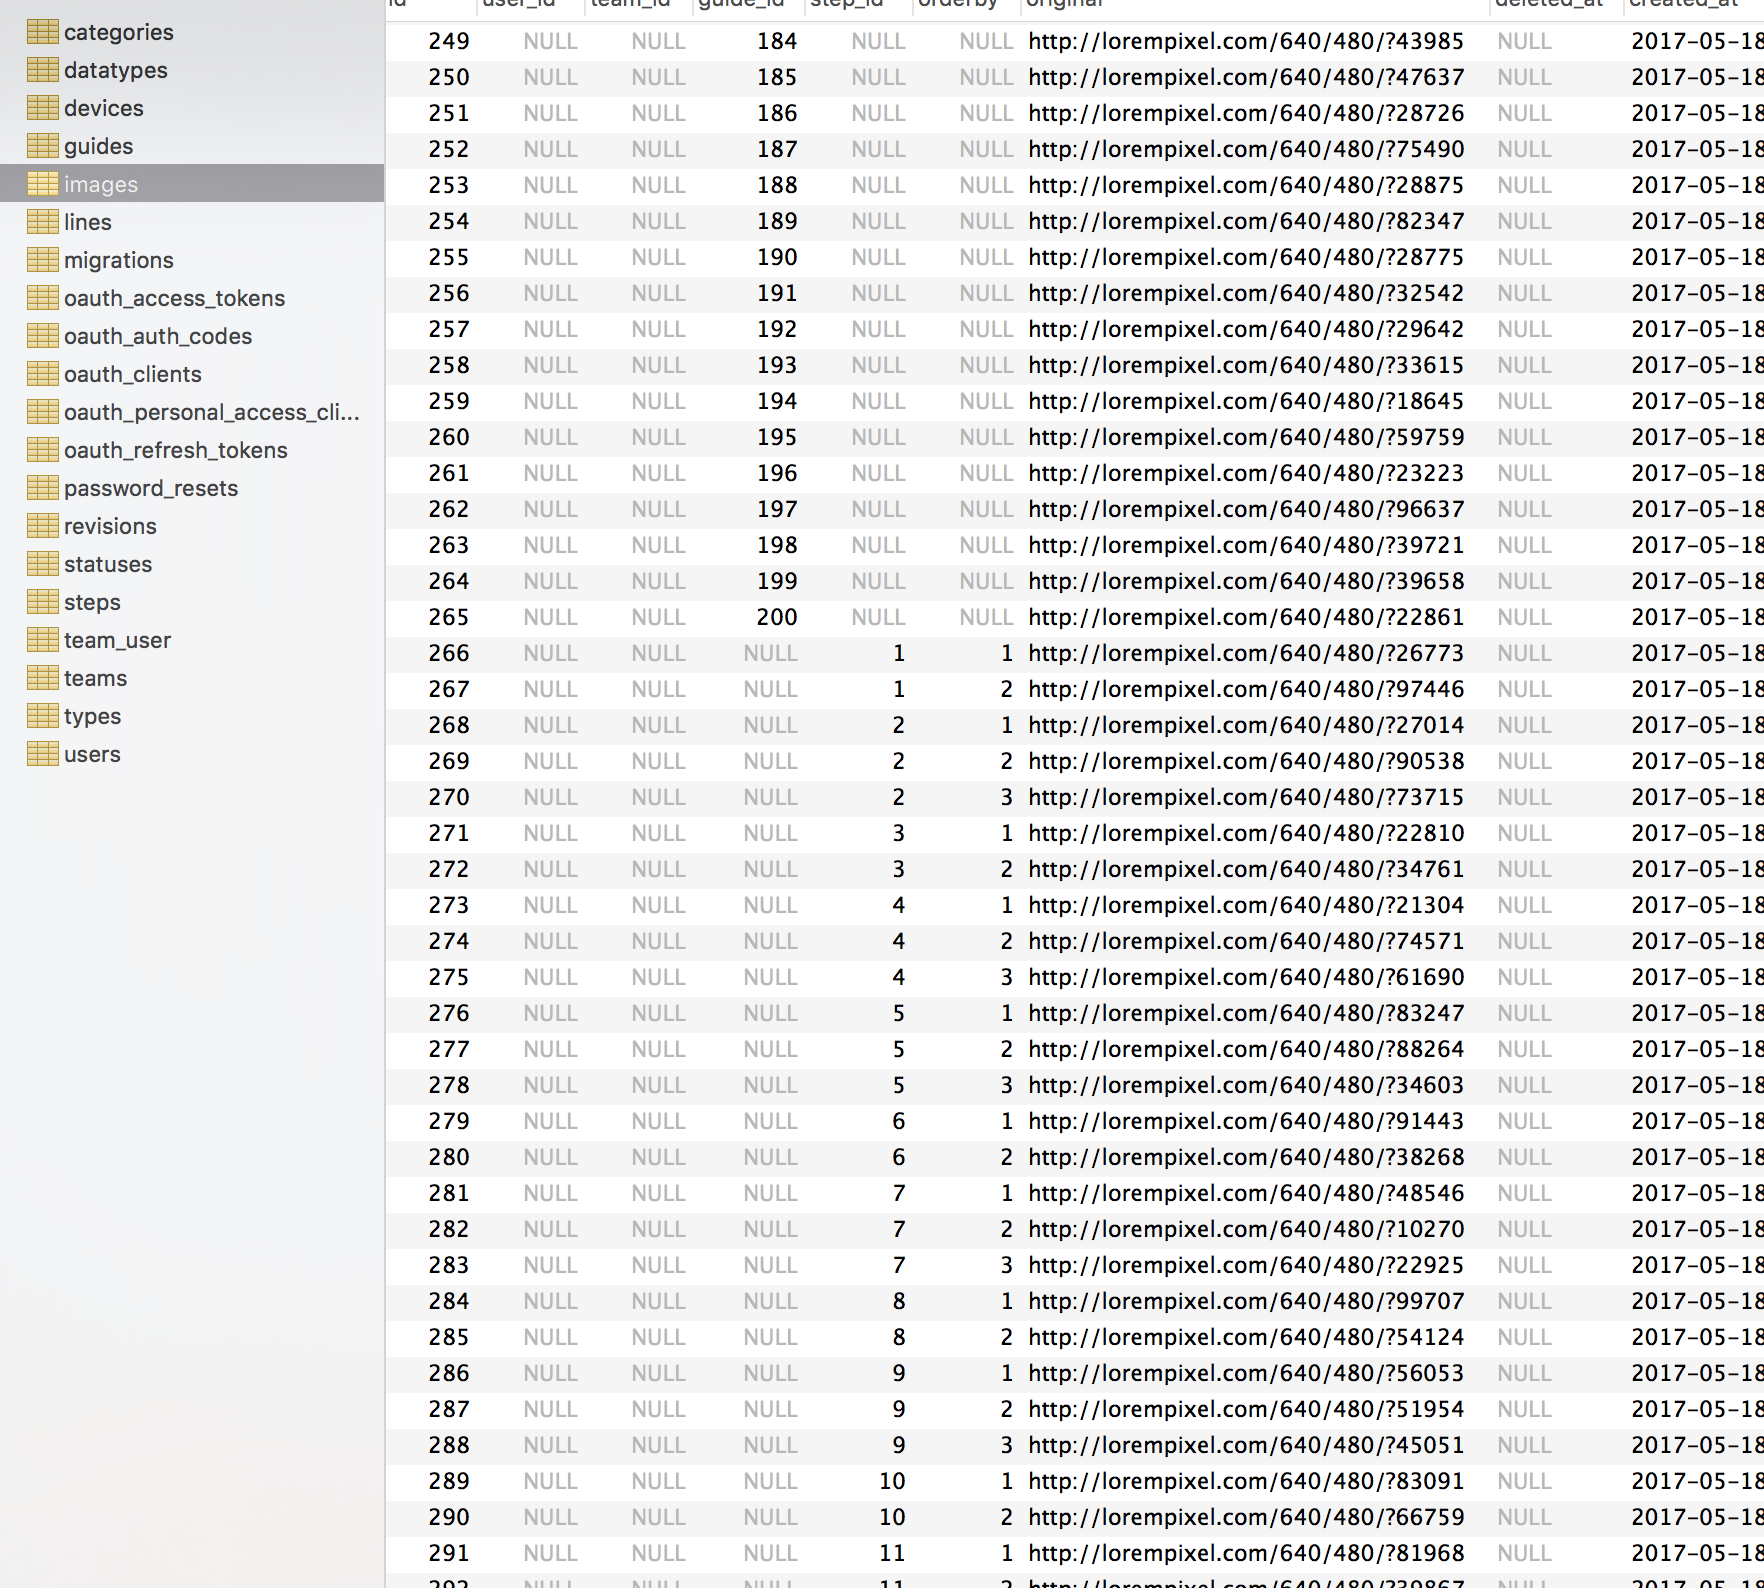 categories
datatypes
devices
guides
images
lines
migrations
oauth_access_tokens
oauth_auth_codes
oauth_clients
oauth_personal_access_cli...
oauth_refresh_tokens
password_resets
revisions
statuses
steps
team_user
teams
types
users
id user_id team_id guide_id step_id orderby original deleted_at created_at
249 NULL NULL 184 NULL NULL http://lorempixel.com/640/480/?43985 NULL 2017-05-18
250 NULL NULL 185 NULL NULL http://lorempixel.com/640/480/?47637 NULL 2017-05-18
251 NULL NULL 186 NULL NULL http://lorempixel.com/640/480/?28726 NULL 2017-05-18
252 NULL NULL 187 NULL NULL http://lorempixel.com/640/480/?75490 NULL 2017-05-18
253 NULL NULL 188 NULL NULL http://lorempixel.com/640/480/?28875 NULL 2017-05-18
254 NULL NULL 189 NULL NULL http://lorempixel.com/640/480/?82347 NULL 2017-05-18
255 NULL NULL 190 NULL NULL http://lorempixel.com/640/480/?28775 NULL 2017-05-18
256 NULL NULL 191 NULL NULL http://lorempixel.com/640/480/?32542 NULL 2017-05-18
257 NULL NULL 192 NULL NULL http://lorempixel.com/640/480/?29642 NULL 2017-05-18
258 NULL NULL 193 NULL NULL http://lorempixel.com/640/480/?33615 NULL 2017-05-18
259 NULL NULL 194 NULL NULL http://lorempixel.com/640/480/?18645 NULL 2017-05-18
260 NULL NULL 195 NULL NULL http://lorempixel.com/640/480/?59759 NULL 2017-05-18
261 NULL NULL 196 NULL NULL http://lorempixel.com/640/480/?23223 NULL 2017-05-18
262 NULL NULL 197 NULL NULL http://lorempixel.com/640/480/?96637 NULL 2017-05-18
263 NULL NULL 198 NULL NULL http://lorempixel.com/640/480/?39721 NULL 2017-05-18
264 NULL NULL 199 NULL NULL http://lorempixel.com/640/480/?39658 NULL 2017-05-18
265 NULL NULL 200 NULL NULL http://lorempixel.com/640/480/?22861 NULL 2017-05-18
266 NULL NULL NULL 1 1 http://lorempixel.com/640/480/?26773 NULL 2017-05-18
267 NULL NULL NULL 1 2 http://lorempixel.com/640/480/?97446 NULL 2017-05-18
268 NULL NULL NULL 2 1 http://lorempixel.com/640/480/?27014 NULL 2017-05-18
269 NULL NULL NULL 2 2 http://lorempixel.com/640/480/?90538 NULL 2017-05-18
270 NULL NULL NULL 2 3 http://lorempixel.com/640/480/?73715 NULL 2017-05-18
271 NULL NULL NULL 3 1 http://lorempixel.com/640/480/?22810 NULL 2017-05-18
272 NULL NULL NULL 3 2 http://lorempixel.com/640/480/?34761 NULL 2017-05-18
273 NULL NULL NULL 4 1 http://lorempixel.com/640/480/?21304 NULL 2017-05-18
274 NULL NULL NULL 4 2 http://lorempixel.com/640/480/?74571 NULL 2017-05-18
275 NULL NULL NULL 4 3 http://lorempixel.com/640/480/?61690 NULL 2017-05-18
276 NULL NULL NULL 5 1 http://lorempixel.com/640/480/?83247 NULL 2017-05-18
277 NULL NULL NULL 5 2 http://lorempixel.com/640/480/?88264 NULL 2017-05-18
278 NULL NULL NULL 5 3 http://lorempixel.com/640/480/?34603 NULL 2017-05-18
279 NULL NULL NULL 6 1 http://lorempixel.com/640/480/?91443 NULL 2017-05-18
280 NULL NULL NULL 6 2 http://lorempixel.com/640/480/?38268 NULL 2017-05-18
281 NULL NULL NULL 7 1 http://lorempixel.com/640/480/?48546 NULL 2017-05-18
282 NULL NULL NULL 7 2 http://lorempixel.com/640/480/?10270 NULL 2017-05-18
283 NULL NULL NULL 7 3 http://lorempixel.com/640/480/?22925 NULL 2017-05-18
284 NULL NULL NULL 8 1 http://lorempixel.com/640/480/?99707 NULL 2017-05-18
285 NULL NULL NULL 8 2 http://lorempixel.com/640/480/?54124 NULL 2017-05-18
286 NULL NULL NULL 9 1 http://lorempixel.com/640/480/?56053 NULL 2017-05-18
287 NULL NULL NULL 9 2 http://lorempixel.com/640/480/?51954 NULL 2017-05-18
288 NULL NULL NULL 9 3 http://lorempixel.com/640/480/?45051 NULL 2017-05-18
289 NULL NULL NULL 10 1 http://lorempixel.com/640/480/?83091 NULL 2017-05-18
290 NULL NULL NULL 10 2 http://lorempixel.com/640/480/?66759 NULL 2017-05-18
291 NULL NULL NULL 11 1 http://lorempixel.com/640/480/?81968 NULL 2017-05-18